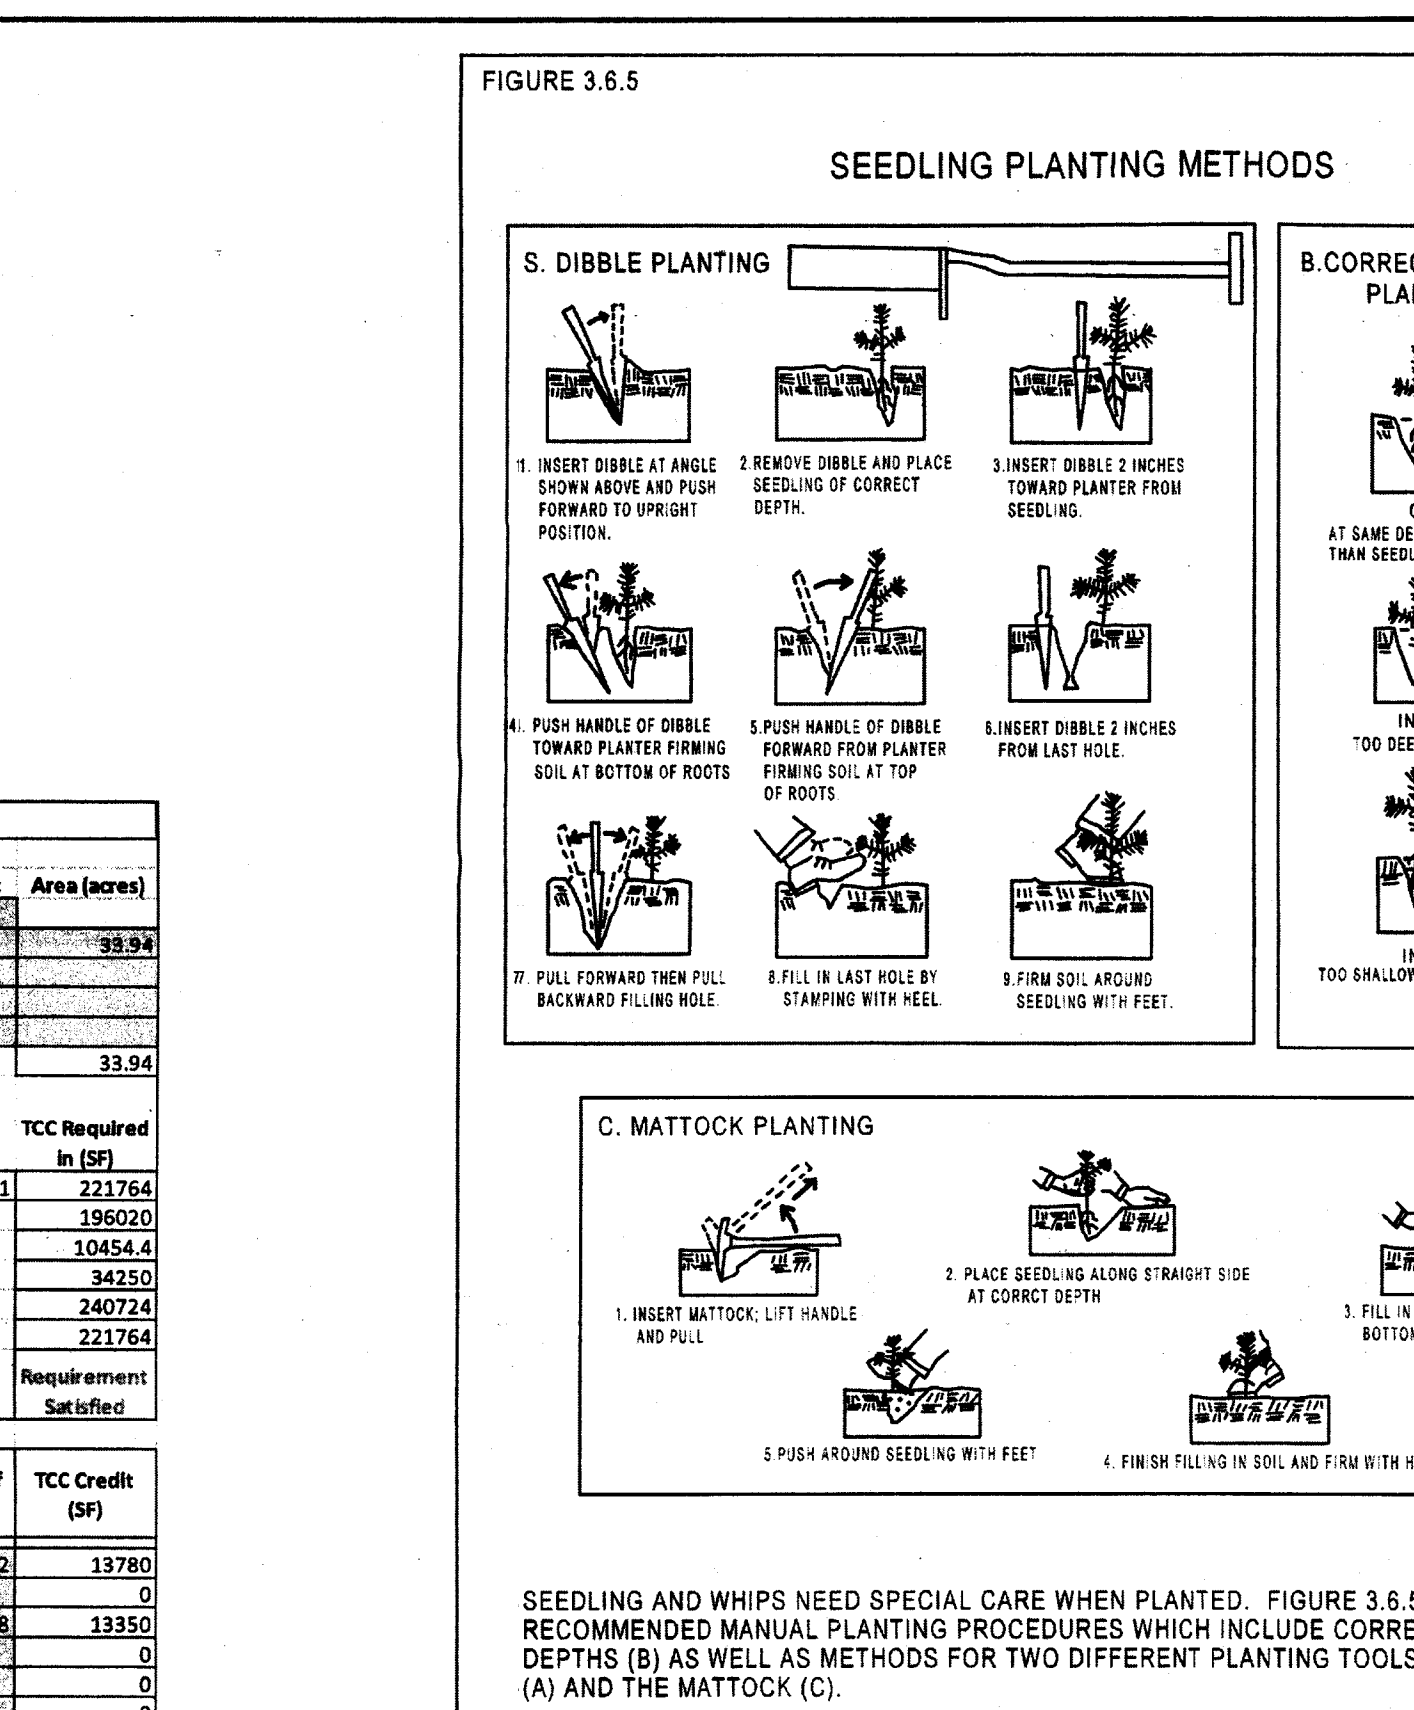 FIGURE 3.6.5
SEEDLING PLANTING METHODS
S. DIBBLE PLANTING
11. INSERT DIBBLE AT ANGLE
SHOWN ABOVE AND PUSH
FORWARD TO UPRIGHT
POSITION.
2.REMOVE DIBBLE AND PLACE
SEEDLING OF CORRECT
DEPTH.
3.INSERT DIBBLE 2 INCHES
TOWARD PLANTER FROM
SEEDLING.
41. PUSH HANDLE OF DIBBLE
TOWARD PLANTER FIRMING
SOIL AT BOTTOM OF ROOTS
5.PUSH HANDLE OF DIBBLE
FORWARD FROM PLANTER
FIRMING SOIL AT TOP
OF ROOTS.
6.INSERT DIBBLE 2 INCHES
FROM LAST HOLE.
77. PULL FORWARD THEN PULL
BACKWARD FILLING HOLE.
8.FILL IN LAST HOLE BY
STAMPING WITH HEEL.
9.FIRM SOIL AROUND
SEEDLING WITH FEET.
B.CORREC
PLA
AT SAME DE
THAN SEEDL
IN
TOO DEE
IN
TOO SHALLOW
C. MATTOCK PLANTING
1. INSERT MATTOCK; LIFT HANDLE
AND PULL
2. PLACE SEEDLING ALONG STRAIGHT SIDE
AT CORRCT DEPTH
3. FILL IN
BOTTOM
5.PUSH AROUND SEEDLING WITH FEET
4. FINISH FILLING IN SOIL AND FIRM WITH H
SEEDLING AND WHIPS NEED SPECIAL CARE WHEN PLANTED. FIGURE 3.6.5
RECOMMENDED MANUAL PLANTING PROCEDURES WHICH INCLUDE CORRE
DEPTHS (B) AS WELL AS METHODS FOR TWO DIFFERENT PLANTING TOOLS
(A) AND THE MATTOCK (C).
Area (acres)
33.94
33.94
TCC Required
in (SF)
1 221764
196020
10454.4
34250
240724
221764
Requirement
Satisfied
TCC Credit
(SF)
2 13780
0
8 13350
0
0